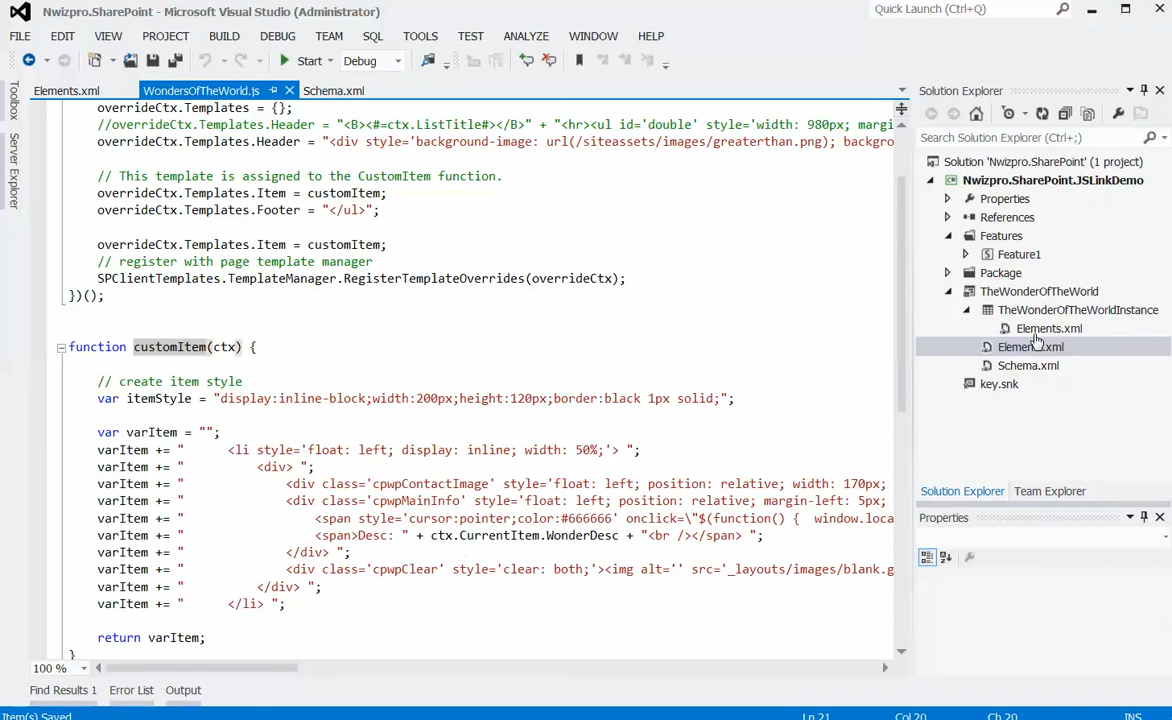 Nwizpro.SharePoint - Microsoft Visual Studio (Administrator)
Quick Launch (Ctrl+Q)
FILE EDIT VIEW PROJECT BUILD DEBUG TEAM SQL TOOLS TEST ANALYZE WINDOW HELP
Start Debug
Toolbox
Server Explorer
Elements.xml WondersOfTheWorld.js Schema.xml
overrideCtx.Templates = {};
//overrideCtx.Templates.Header = "<B><#=ctx.ListTitle#></B>" + "<hr><ul id='double' style='width: 980px; margi
overrideCtx.Templates.Header = "<div style='background-image: url(/siteassets/images/greaterthan.png); backgro
// This template is assigned to the CustomItem function.
overrideCtx.Templates.Item = customItem;
overrideCtx.Templates.Footer = "</ul>";
overrideCtx.Templates.Item = customItem;
// register with page template manager
SPClientTemplates.TemplateManager.RegisterTemplateOverrides(overrideCtx);
})();
function customItem(ctx) {
// create item style
var itemStyle = "display:inline-block;width:200px;height:120px;border:black 1px solid;";
var varItem = "";
varItem += " <li style='float: left; display: inline; width: 50%;'> ";
varItem += " <div> ";
varItem += " <div class='cpwpContactImage' style='float: left; position: relative; width: 170px;
varItem += " <div class='cpwpMainInfo' style='float: left; position: relative; margin-left: 5px;
varItem += " <span style='cursor:pointer;color:#666666' onclick=\"$(function() { window.loca
varItem += " <span>Desc: " + ctx.CurrentItem.WonderDesc + "<br /></span> ";
varItem += " </div> ";
varItem += " <div class='cpwpClear' style='clear: both;'><img alt='' src='_layouts/images/blank.g
varItem += " </div> ";
varItem += " </li> ";
return varItem;
}
100 %
Find Results 1 Error List Output
Item(s) Saved Ln 21 Col 20 Ch 20 INS
Solution Explorer
Search Solution Explorer (Ctrl+;)
Solution 'Nwizpro.SharePoint' (1 project)
Nwizpro.SharePoint.JSLinkDemo
Properties
References
Features
Feature1
Package
TheWonderOfTheWorld
TheWonderOfTheWorldInstance
Elements.xml
Elements.xml
Schema.xml
key.snk
Solution Explorer Team Explorer
Properties